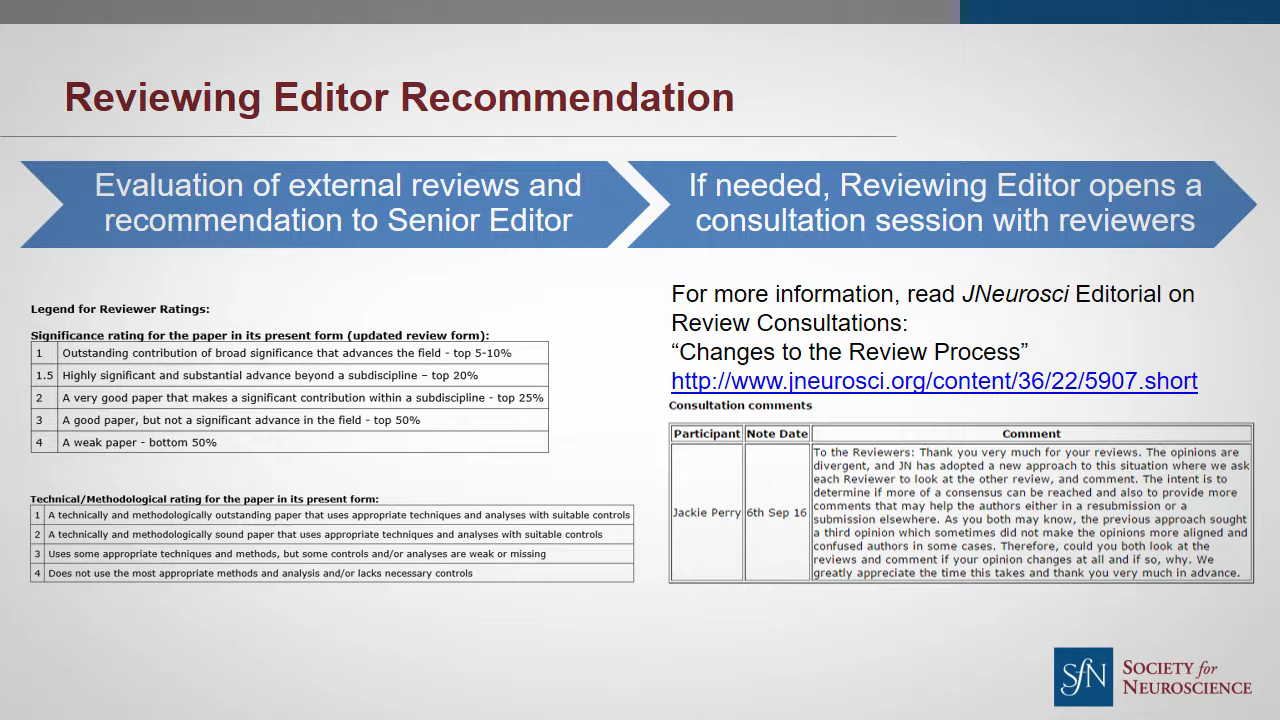 Reviewing Editor Recommendation
Evaluation of external reviews and
recommendation to Senior Editor
If needed, Reviewing Editor opens a
consultation session with reviewers
Legend for Reviewer Ratings:
Significance rating for the paper in its present form (updated review form):
1 Outstanding contribution of broad significance that advances the field - top 5-10%
1.5 Highly significant and substantial advance beyond a subdiscipline – top 20%
2 A very good paper that makes a significant contribution within a subdiscipline - top 25%
3 A good paper, but not a significant advance in the field - top 50%
4 A weak paper - bottom 50%
Technical/Methodological rating for the paper in its present form:
1 A technically and methodologically outstanding paper that uses appropriate techniques and analyses with suitable controls
2 A technically and methodologically sound paper that uses appropriate techniques and analyses with suitable controls
3 Uses some appropriate techniques and methods, but some controls and/or analyses are weak or missing
4 Does not use the most appropriate methods and analysis and/or lacks necessary controls
For more information, read JNeurosci Editorial on
Review Consultations:
“Changes to the Review Process”
http://www.jneurosci.org/content/36/22/5907.short
Consultation comments
Participant Note Date Comment
Jackie Perry 6th Sep 16
To the Reviewers: Thank you very much for your reviews. The opinions are
divergent, and JN has adopted a new approach to this situation where we ask
each Reviewer to look at the other review, and comment. The intent is to
determine if more of a consensus can be reached and also to provide more
comments that may help the authors either in a resubmission or a
submission elsewhere. As you both may know, the previous approach sought
a third opinion which sometimes did not make the opinions more aligned and
confused authors in some cases. Therefore, could you both look at the
reviews and comment if your opinion changes at all and if so, why. We
greatly appreciate the time this takes and thank you very much in advance.
SfN
SOCIETY for
NEUROSCIENCE